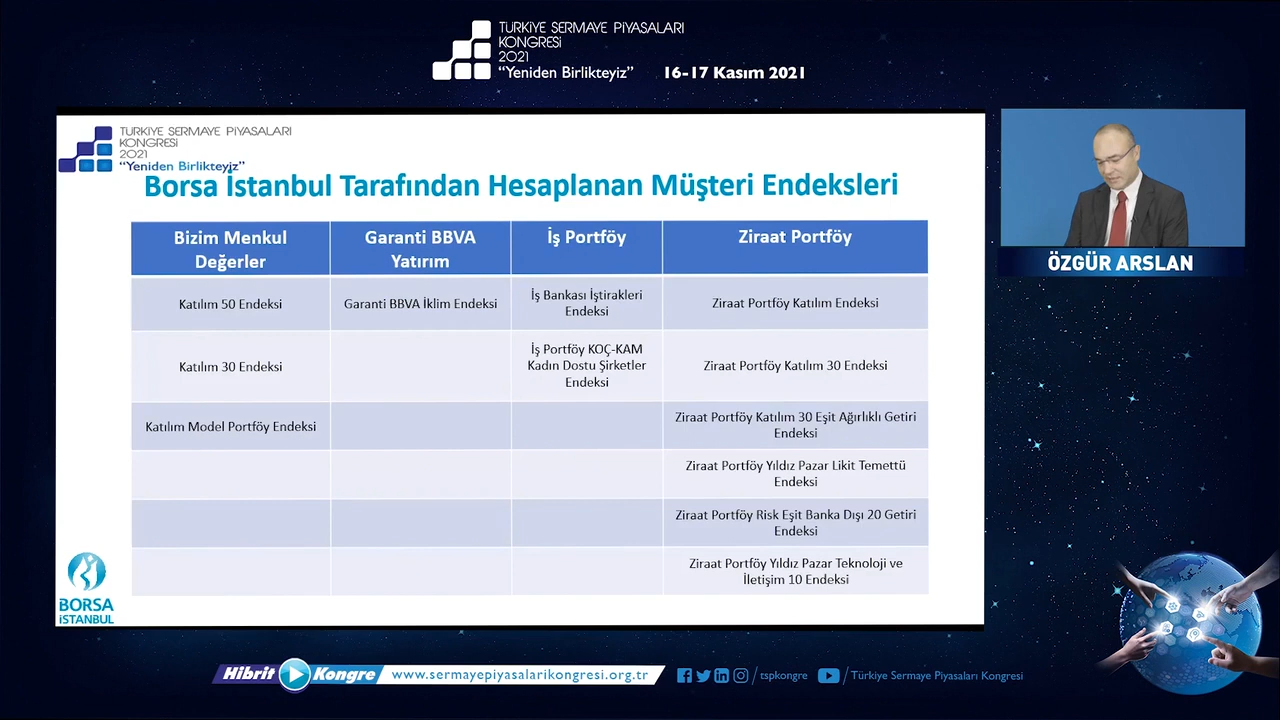 TÜRKİYE SERMAYE PİYASALARI
KONGRESİ
2021
“Yeniden Birlikteyiz”
16-17 Kasım 2021
TÜRKİYE SERMAYE PİYASALARI
KONGRESİ
2021
“Yeniden Birlikteyiz”
Borsa İstanbul Tarafından Hesaplanan Müşteri Endeksleri
Bizim Menkul
Değerler
Garanti BBVA
Yatırım
İş Portföy
Ziraat Portföy
Katılım 50 Endeksi
Garanti BBVA İklim Endeksi
İş Bankası İştirakleri
Endeksi
Ziraat Portföy Katılım Endeksi
Katılım 30 Endeksi
İş Portföy KOÇ-KAM
Kadın Dostu Şirketler
Endeksi
Ziraat Portföy Katılım 30 Endeksi
Katılım Model Portföy Endeksi
Ziraat Portföy Katılım 30 Eşit Ağırlıklı Getiri
Endeksi
Ziraat Portföy Yıldız Pazar Likit Temettü
Endeksi
Ziraat Portföy Risk Eşit Banka Dışı 20 Getiri
Endeksi
Ziraat Portföy Yıldız Pazar Teknoloji ve
İletişim 10 Endeksi
BORSA
İSTANBUL
ÖZGÜR ARSLAN
Hibrit Kongre
www.sermayepiyasalarikongresi.org.tr
/ tspkongre
/ Türkiye Sermaye Piyasaları Kongresi